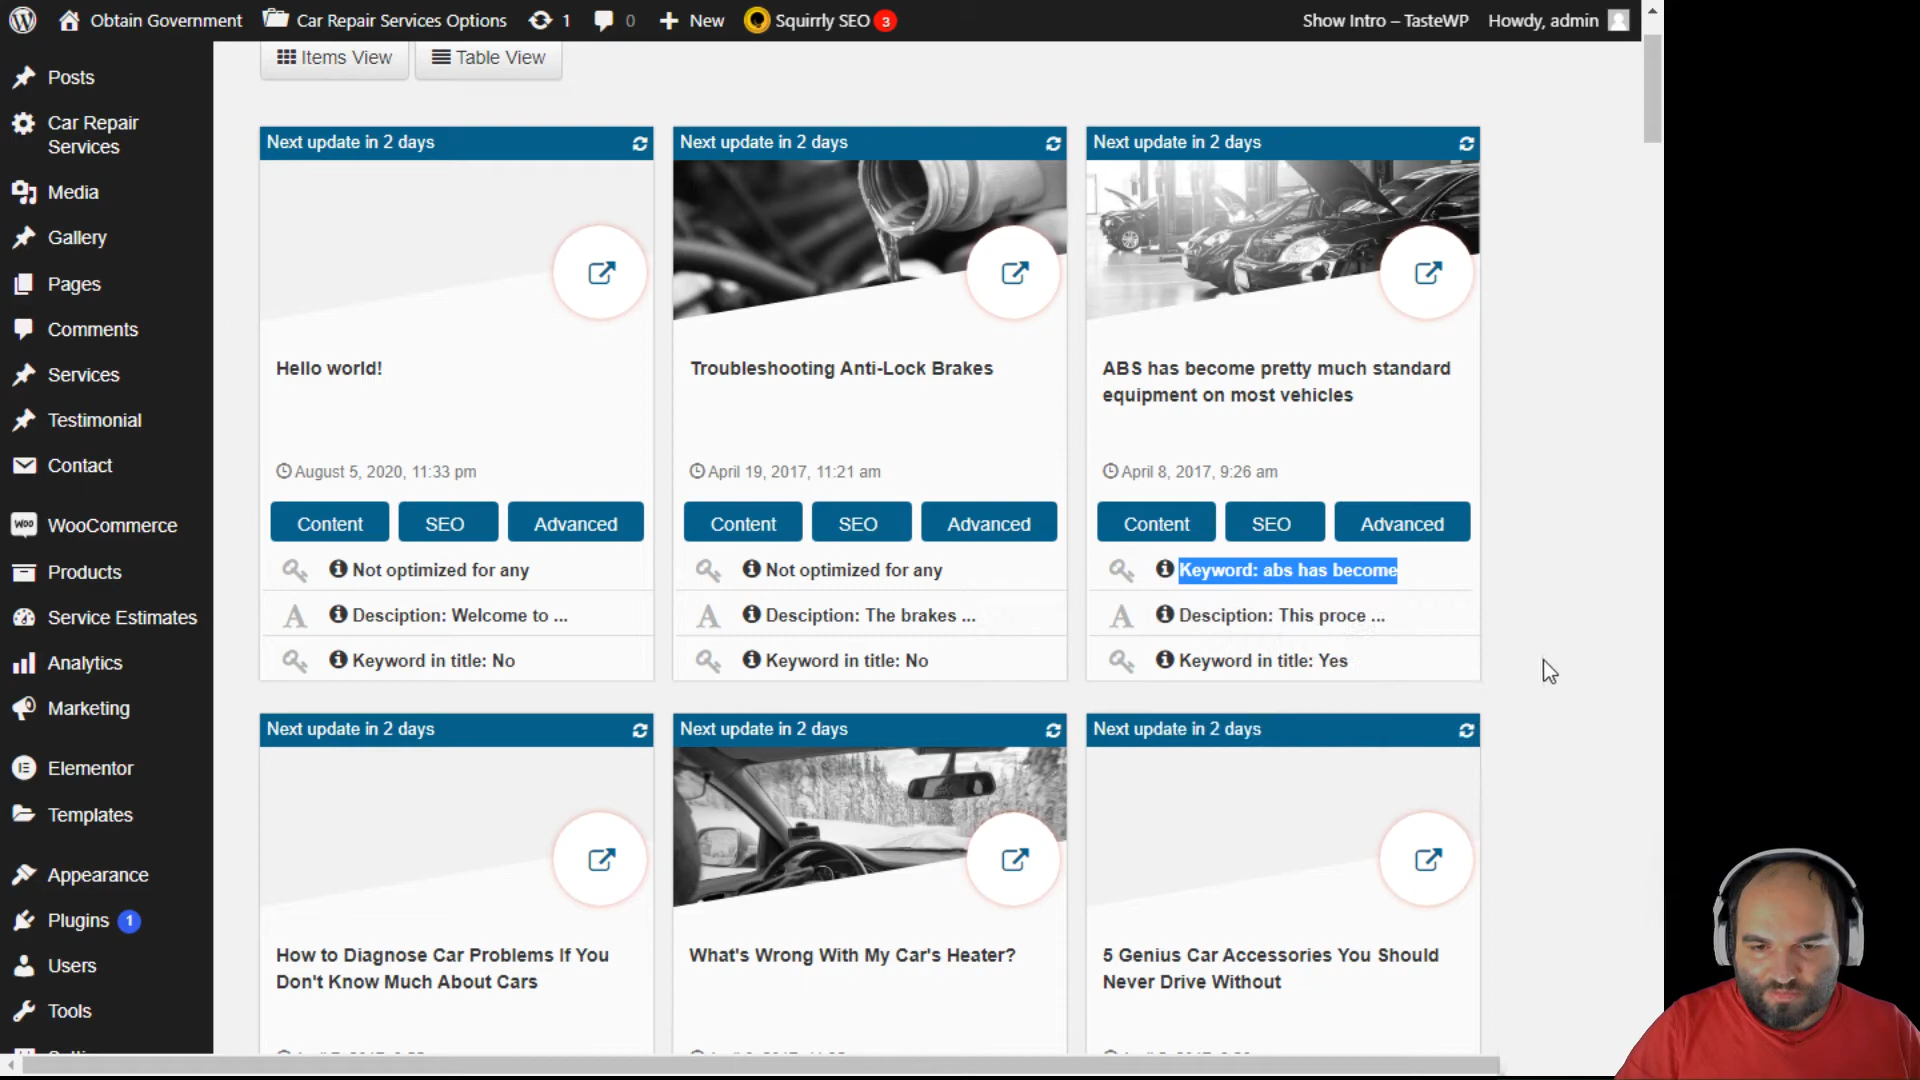 Obtain Government Car Repair Services Options 1 0 New Squirrly SEO 3 Show Intro – TasteWP Howdy, admin
Posts
Car Repair
Services
Media
Gallery
Pages
Comments
Services
Testimonial
Contact
WooCommerce
Products
Service Estimates
Analytics
Marketing
Elementor
Templates
Appearance
Plugins 1
Users
Tools
Items View Table View
Next update in 2 days
Hello world!
August 5, 2020, 11:33 pm
Content SEO Advanced
Not optimized for any
Desciption: Welcome to ...
Keyword in title: No
Next update in 2 days
Troubleshooting Anti-Lock Brakes
April 19, 2017, 11:21 am
Content SEO Advanced
Not optimized for any
Desciption: The brakes ...
Keyword in title: No
Next update in 2 days
ABS has become pretty much standard
equipment on most vehicles
April 8, 2017, 9:26 am
Content SEO Advanced
Keyword: abs has become
Desciption: This proce ...
Keyword in title: Yes
Next update in 2 days
How to Diagnose Car Problems If You
Don't Know Much About Cars
Next update in 2 days
What's Wrong With My Car's Heater?
Next update in 2 days
5 Genius Car Accessories You Should
Never Drive Without